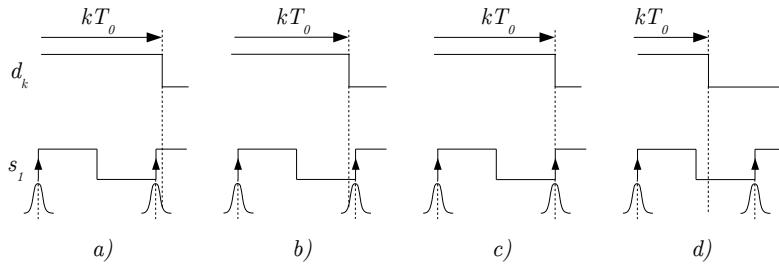 kT₀ kT₀ kT₀ kT₀
dₖ
s₁
a) b) c) d)